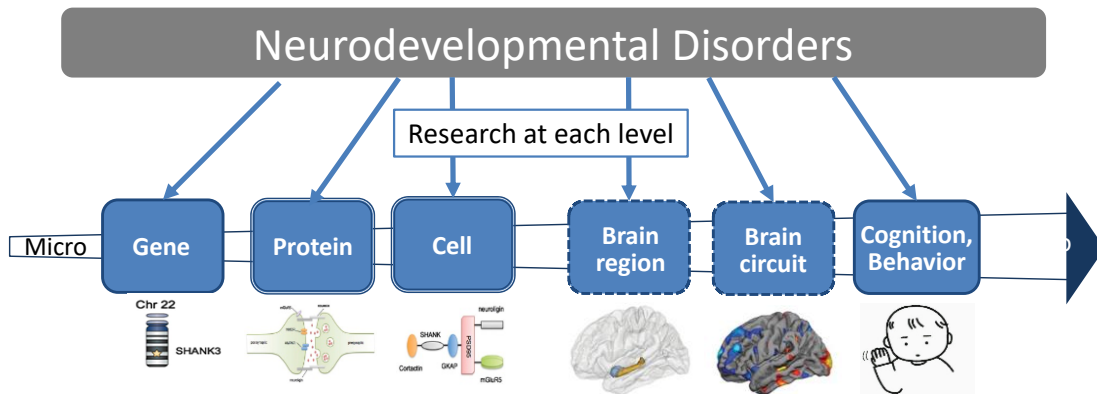 Neurodevelopmental Disorders
Research at each level
Micro
Gene
Protein
Cell
Brain
region
Brain
circuit
Cognition,
Behavior
Chr 22
SHANK3
neuroligin
SHANK
PSD95
Cortactin
GKAP
mGluR5